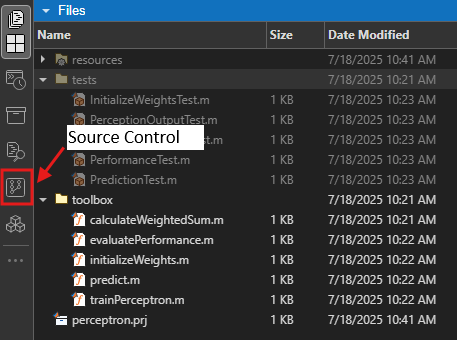 Files
Name Size Date Modified
resources 7/18/2025 10:41 AM
tests 7/18/2025 10:21 AM
InitializeWeightsTest.m 1 KB 7/18/2025 10:23 AM
PerceptionOutputTest.m 1 KB 7/18/2025 10:23 AM
Source Control Test.m 1 KB 7/18/2025 10:23 AM
PerformanceTest.m 1 KB 7/18/2025 10:23 AM
PredictionTest.m 1 KB 7/18/2025 10:23 AM
toolbox 7/18/2025 10:21 AM
calculateWeightedSum.m 1 KB 7/18/2025 10:21 AM
evaluatePerformance.m 1 KB 7/18/2025 10:22 AM
initializeWeights.m 1 KB 7/18/2025 10:22 AM
predict.m 1 KB 7/18/2025 10:22 AM
trainPerceptron.m 1 KB 7/18/2025 10:22 AM
perceptron.prj 1 KB 7/18/2025 10:41 AM